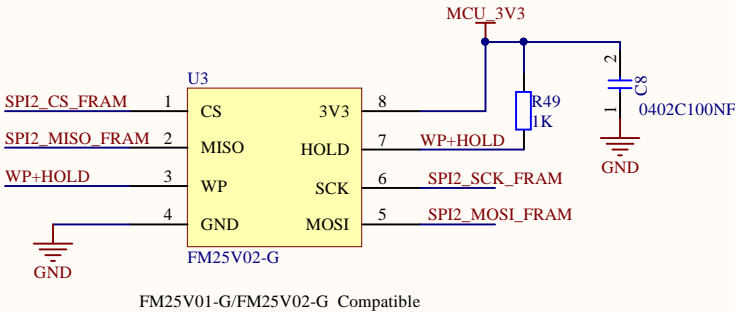 MCU_3V3
U3
SPI2_CS_FRAM 1 CS 3V3 8
R49
1K
2
C8
1
0402C100NF
SPI2_MISO_FRAM 2 MISO HOLD 7 WP+HOLD
GND
WP+HOLD 3 WP SCK 6 SPI2_SCK_FRAM
4 GND MOSI 5 SPI2_MOSI_FRAM
GND
FM25V02-G
FM25V01-G/FM25V02-G Compatible